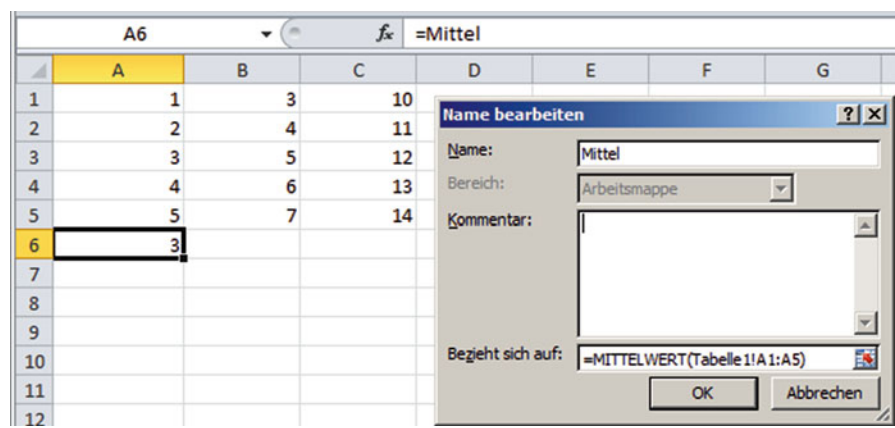 A6 fx =Mittel
A B C D E F G
1 1 3 10
2 2 4 11
3 3 5 12
4 4 6 13
5 5 7 14
6 3
7
8
9
10
11
12
Name bearbeiten
Name: Mittel
Bereich: Arbeitsmappe
Kommentar:
Bezieht sich auf: =MITTELWERT(Tabelle1!A1:A5)
OK Abbrechen